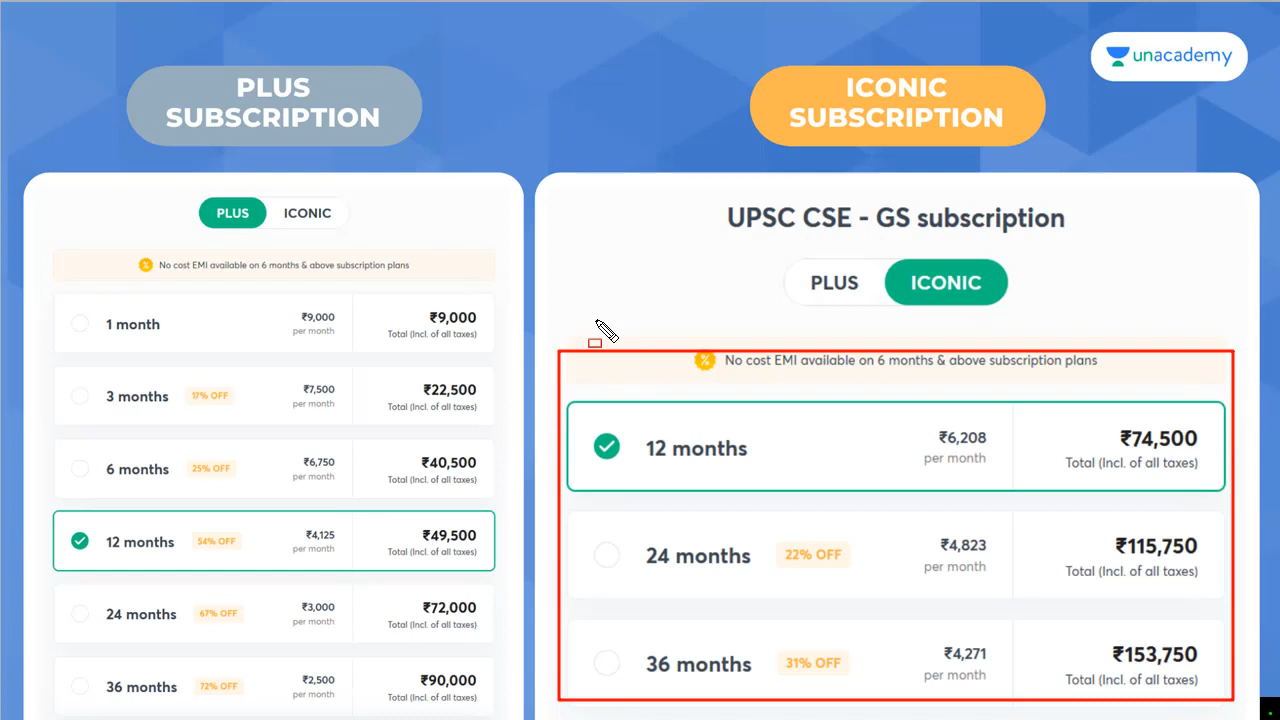 unacademy
PLUS
SUBSCRIPTION
PLUS ICONIC
No cost EMI available on 6 months & above subscription plans
1 month ₹9,000 per month ₹9,000 Total (Incl. of all taxes)
3 months 17% OFF ₹7,500 per month ₹22,500 Total (Incl. of all taxes)
6 months 25% OFF ₹6,750 per month ₹40,500 Total (Incl. of all taxes)
12 months 54% OFF ₹4,125 per month ₹49,500 Total (Incl. of all taxes)
24 months 67% OFF ₹3,000 per month ₹72,000 Total (Incl. of all taxes)
36 months 72% OFF ₹2,500 per month ₹90,000 Total (Incl. of all taxes)
ICONIC
SUBSCRIPTION
UPSC CSE - GS subscription
PLUS ICONIC
No cost EMI available on 6 months & above subscription plans
12 months ₹6,208 per month ₹74,500 Total (Incl. of all taxes)
24 months 22% OFF ₹4,823 per month ₹115,750 Total (Incl. of all taxes)
36 months 31% OFF ₹4,271 per month ₹153,750 Total (Incl. of all taxes)